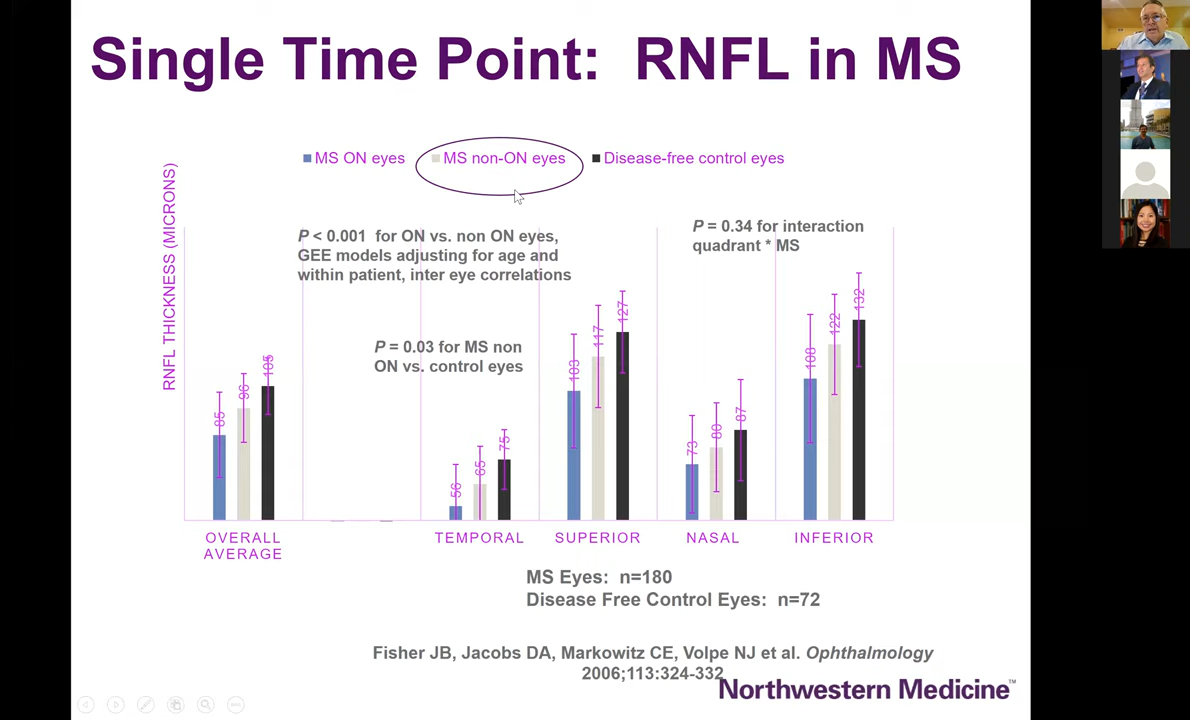 Single Time Point: RNFL in MS
MS ON eyes
MS non-ON eyes
Disease-free control eyes
RNFL THICKNESS (MICRONS)
P < 0.001 for ON vs. non ON eyes,
GEE models adjusting for age and
within patient, inter eye correlations
P = 0.34 for interaction
quadrant * MS
P = 0.03 for MS non
ON vs. control eyes
85
96
105
56
65
75
103
117
127
73
80
87
108
122
132
OVERALL
AVERAGE
TEMPORAL
SUPERIOR
NASAL
INFERIOR
MS Eyes: n=180
Disease Free Control Eyes: n=72
Fisher JB, Jacobs DA, Markowitz CE, Volpe NJ et al. Ophthalmology
2006;113:324-332
Northwestern Medicine™